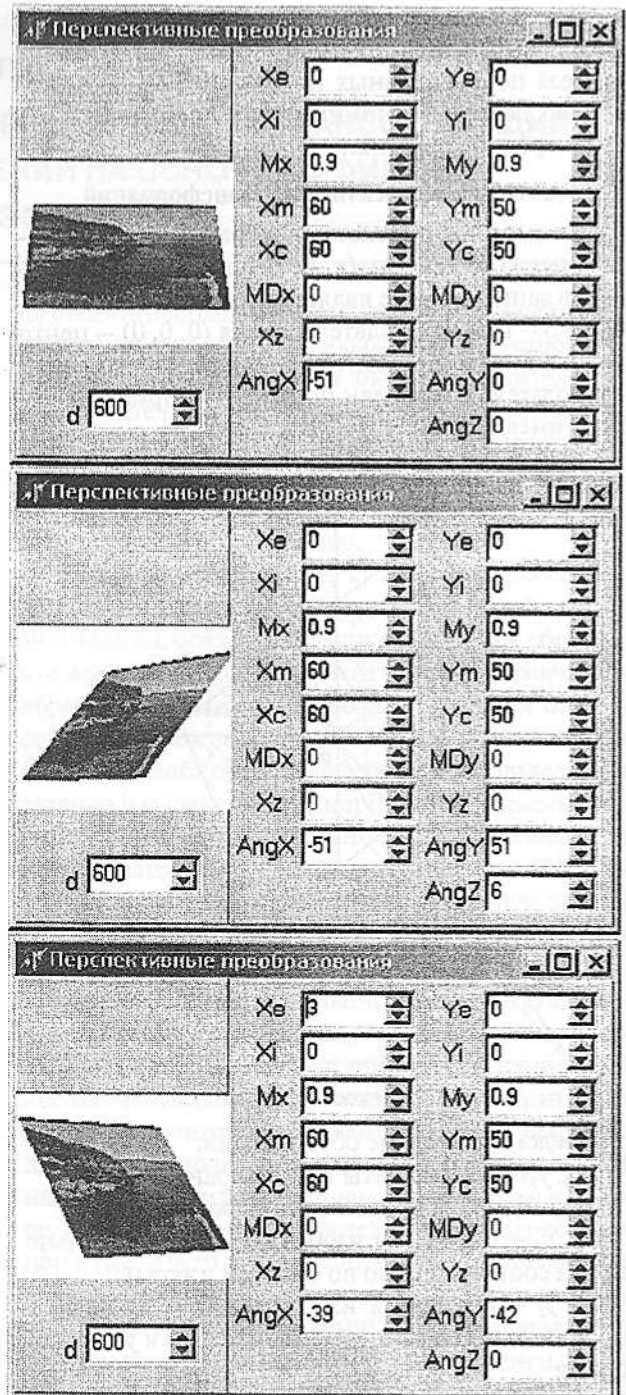 Перспективные преобразования
Xe 0 Ye 0
Xi 0 Yi 0
Mx 0.9 My 0.9
Xm 60 Ym 50
Xc 60 Yc 50
MDx 0 MDy 0
Xz 0 Yz 0
AngX -51 AngY 0
d 600 AngZ 0
Перспективные преобразования
Xe 0 Ye 0
Xi 0 Yi 0
Mx 0.9 My 0.9
Xm 60 Ym 50
Xc 60 Yc 50
MDx 0 MDy 0
Xz 0 Yz 0
AngX -51 AngY 51
d 600 AngZ 6
Перспективные преобразования
Xe 3 Ye 0
Xi 0 Yi 0
Mx 0.9 My 0.9
Xm 60 Ym 50
Xc 60 Yc 50
MDx 0 MDy 0
Xz 0 Yz 0
AngX -39 AngY -42
d 600 AngZ 0